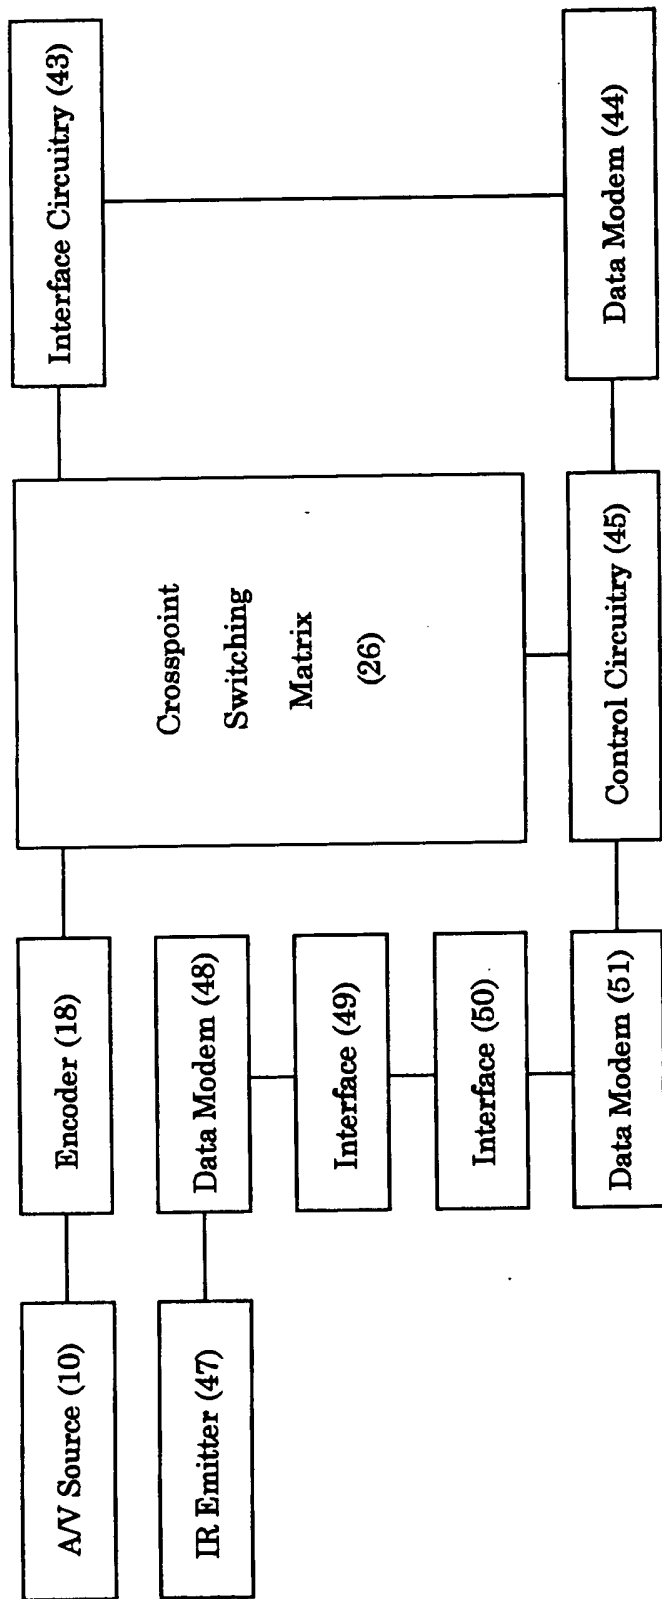 A/V Source (10)
Encoder (18)
Crosspoint
Switching
Matrix
(26)
Interface Circuitry (43)
IR Emitter (47)
Data Modem (48)
Interface (49)
Interface (50)
Data Modem (51)
Control Circuitry (45)
Data Modem (44)